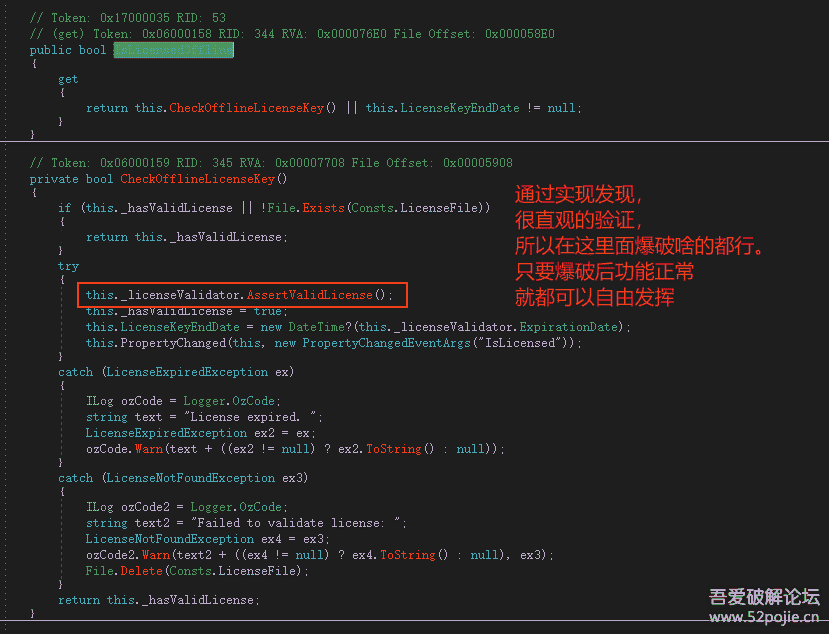 // Token: 0x17000035 RID: 53
// (get) Token: 0x06000158 RID: 344 RVA: 0x000076E0 File Offset: 0x000058E0
public bool IsLicensedOffline
{
get
{
return this.CheckOfflineLicenseKey() || this.LicenseKeyEndDate != null;
}
}
// Token: 0x06000159 RID: 345 RVA: 0x00007708 File Offset: 0x00005908
private bool CheckOfflineLicenseKey()
{
if (this._hasValidLicense || !File.Exists(Consts.LicenseFile))
{
return this._hasValidLicense;
}
try
{
this._licenseValidator.AssertValidLicense();
this._hasValidLicense = true;
this.LicenseKeyEndDate = new DateTime?(this._licenseValidator.ExpirationDate);
this.PropertyChanged(this, new PropertyChangedEventArgs("IsLicensed"));
}
catch (LicenseExpiredException ex)
{
ILog ozCode = Logger.OzCode;
string text = "License expired. ";
LicenseExpiredException ex2 = ex;
ozCode.Warn(text + ((ex2 != null) ? ex2.ToString() : null));
}
catch (LicenseNotFoundException ex3)
{
ILog ozCode2 = Logger.OzCode;
string text2 = "Failed to validate license: ";
LicenseNotFoundException ex4 = ex3;
ozCode2.Warn(text2 + ((ex4 != null) ? ex4.ToString() : null), ex3);
File.Delete(Consts.LicenseFile);
}
return this._hasValidLicense;
}
通过实现发现,
很直观的验证,
所以在这里面爆破啥的都行。
只要爆破后功能正常
就都可以自由发挥
吾爱破解论坛
www.52pojie.cn